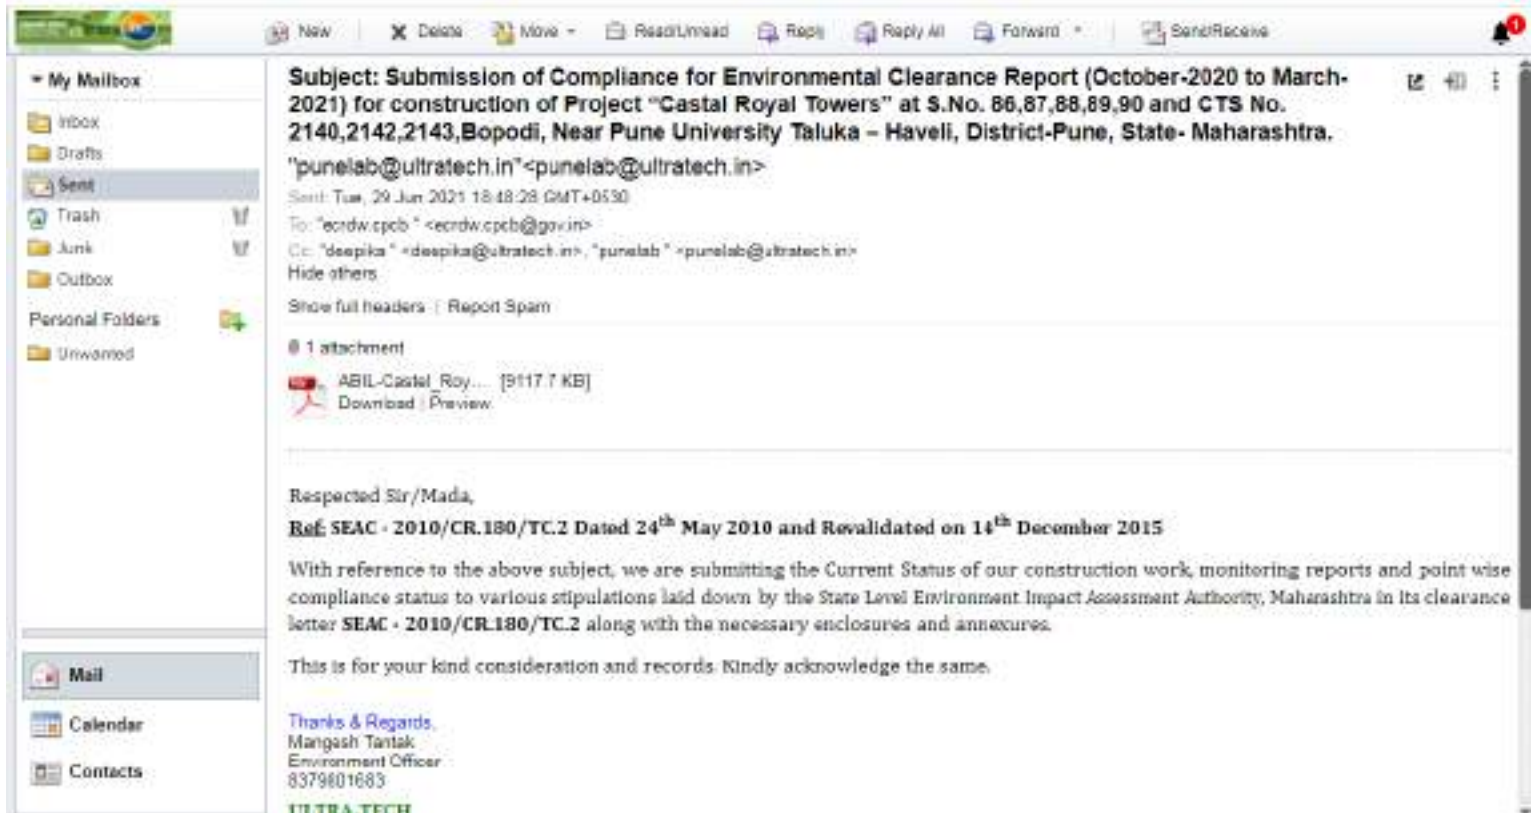 New Delete Move Read/Unread Reply Reply All Forward Send/Receive 1
My Mailbox
Inbox
Drafts
Sent
Trash
Junk
Outbox
Personal Folders
Unwanted
Mail
Calendar
Contacts
Subject: Submission of Compliance for Environmental Clearance Report (October-2020 to March-
2021) for construction of Project “Castal Royal Towers” at S.No. 86,87,88,89,90 and CTS No.
2140,2142,2143,Bopodi, Near Pune University Taluka – Haveli, District-Pune, State- Maharashtra.
"punelab@ultratech.in"<punelab@ultratech.in>
Sent: Tue, 29 Jun 2021 18:48:28 GMT+0530
To: "ecrdw.cpcb " <ecrdw.cpcb@gov.in>
Cc: "deepika " <deepika@ultratech.in>, "punelab " <punelab@ultratech.in>
Hide others
Show full headers | Report Spam
1 attachment
ABIL-Castel_Roy.... [9117.7 KB]
Download | Preview
Respected Sir/Mada,
Ref: SEAC - 2010/CR.180/TC.2 Dated 24th May 2010 and Revalidated on 14th December 2015
With reference to the above subject, we are submitting the Current Status of our construction work, monitoring reports and point wise
compliance status to various stipulations laid down by the State Level Environment Impact Assessment Authority, Maharashtra in its clearance
letter SEAC - 2010/CR.180/TC.2 along with the necessary enclosures and annexures.
This is for your kind consideration and records. Kindly acknowledge the same.
Thanks & Regards,
Mangesh Tantak
Environment Officer
8379801683
ULTRA TECH